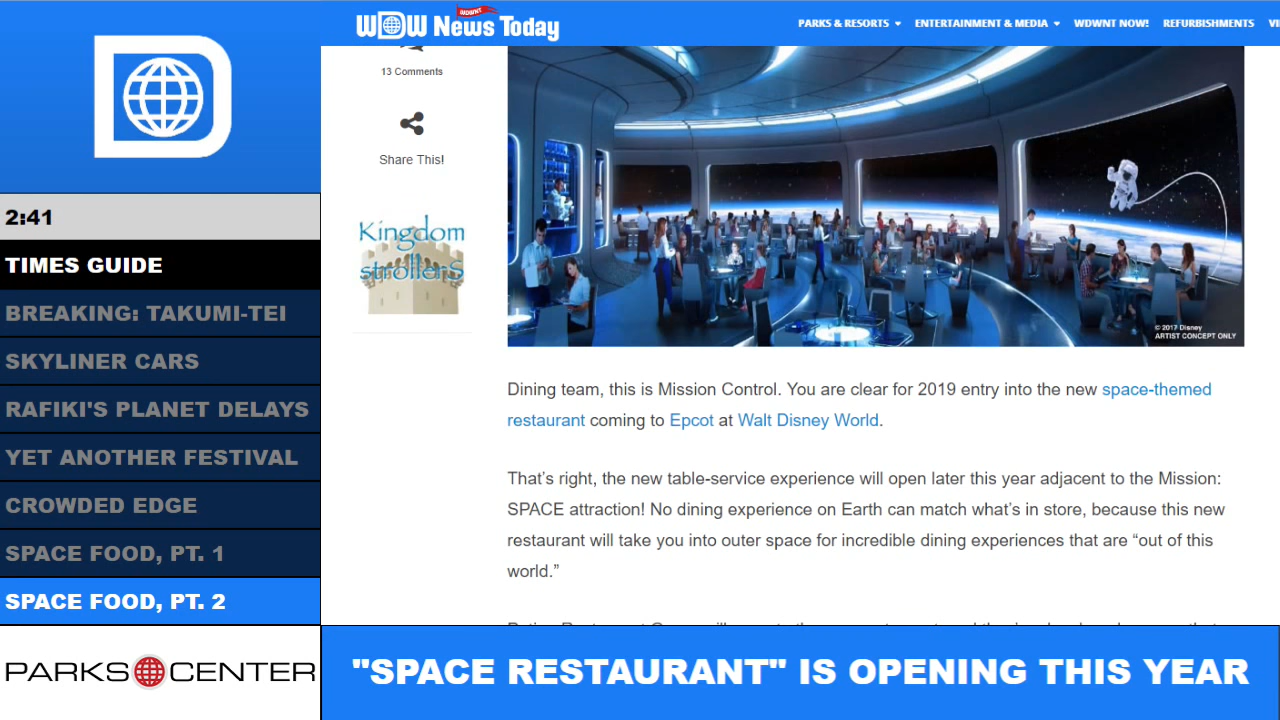 WDW News Today
WDWNT
PARKS & RESORTS
ENTERTAINMENT & MEDIA
WDWNT NOW!
REFURBISHMENTS
13 Comments
Share This!
Kingdom
strollers
© 2017 Disney
ARTIST CONCEPT ONLY
2:41
TIMES GUIDE
BREAKING: TAKUMI-TEI
SKYLINER CARS
RAFIKI'S PLANET DELAYS
YET ANOTHER FESTIVAL
CROWDED EDGE
SPACE FOOD, PT. 1
SPACE FOOD, PT. 2
PARKS CENTER
Dining team, this is Mission Control. You are clear for 2019 entry into the new space-themed
restaurant coming to Epcot at Walt Disney World.
That’s right, the new table-service experience will open later this year adjacent to the Mission:
SPACE attraction! No dining experience on Earth can match what’s in store, because this new
restaurant will take you into outer space for incredible dining experiences that are “out of this
world.”
"SPACE RESTAURANT" IS OPENING THIS YEAR